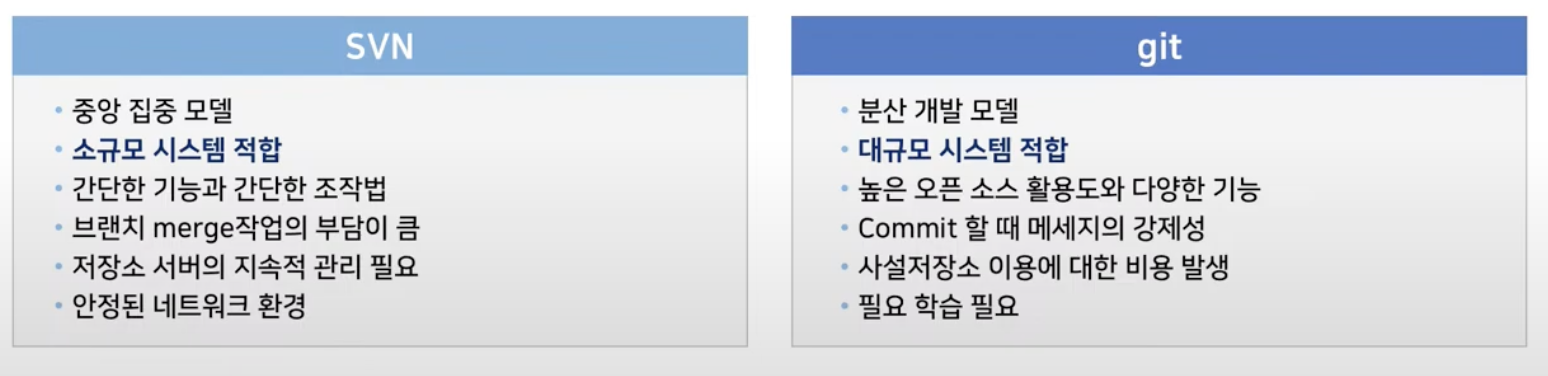 SVN
• 중앙 집중 모델
• 소규모 시스템 적합
• 간단한 기능과 간단한 조작법
• 브랜치 merge작업의 부담이 큼
• 저장소 서버의 지속적 관리 필요
• 안정된 네트워크 환경
git
• 분산 개발 모델
• 대규모 시스템 적합
• 높은 오픈 소스 활용도와 다양한 기능
• Commit 할 때 메세지의 강제성
• 사설저장소 이용에 대한 비용 발생
• 필요 학습 필요